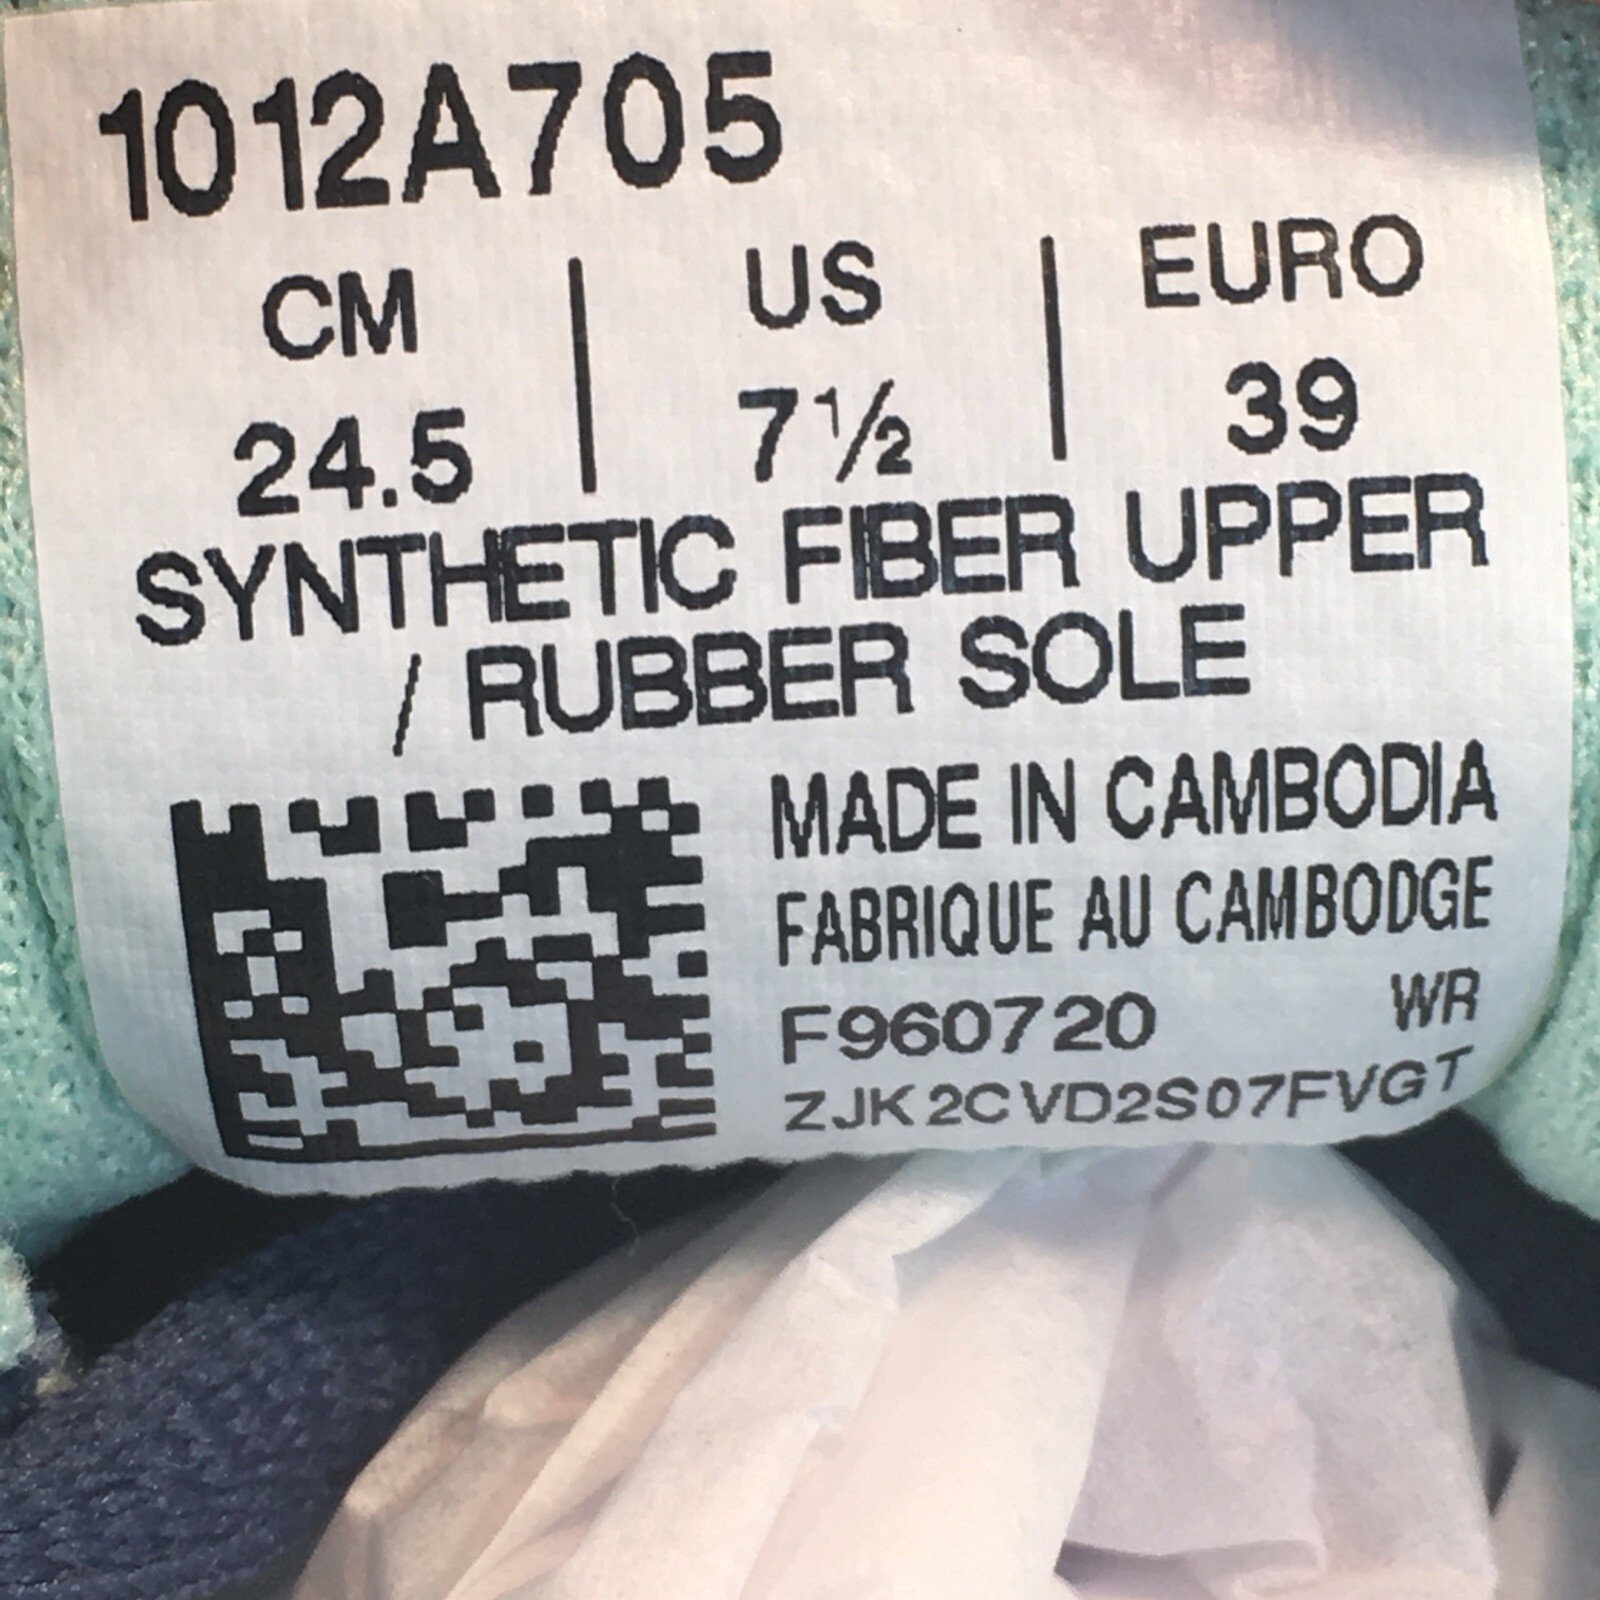 1012A705
CM | US | EURO
24.5 | 7½ | 39
SYNTHETIC FIBER UPPER
/ RUBBER SOLE
MADE IN CAMBODIA
FABRIQUE AU CAMBODGE
F960720 WR
ZJK2CVD2S07FVGT